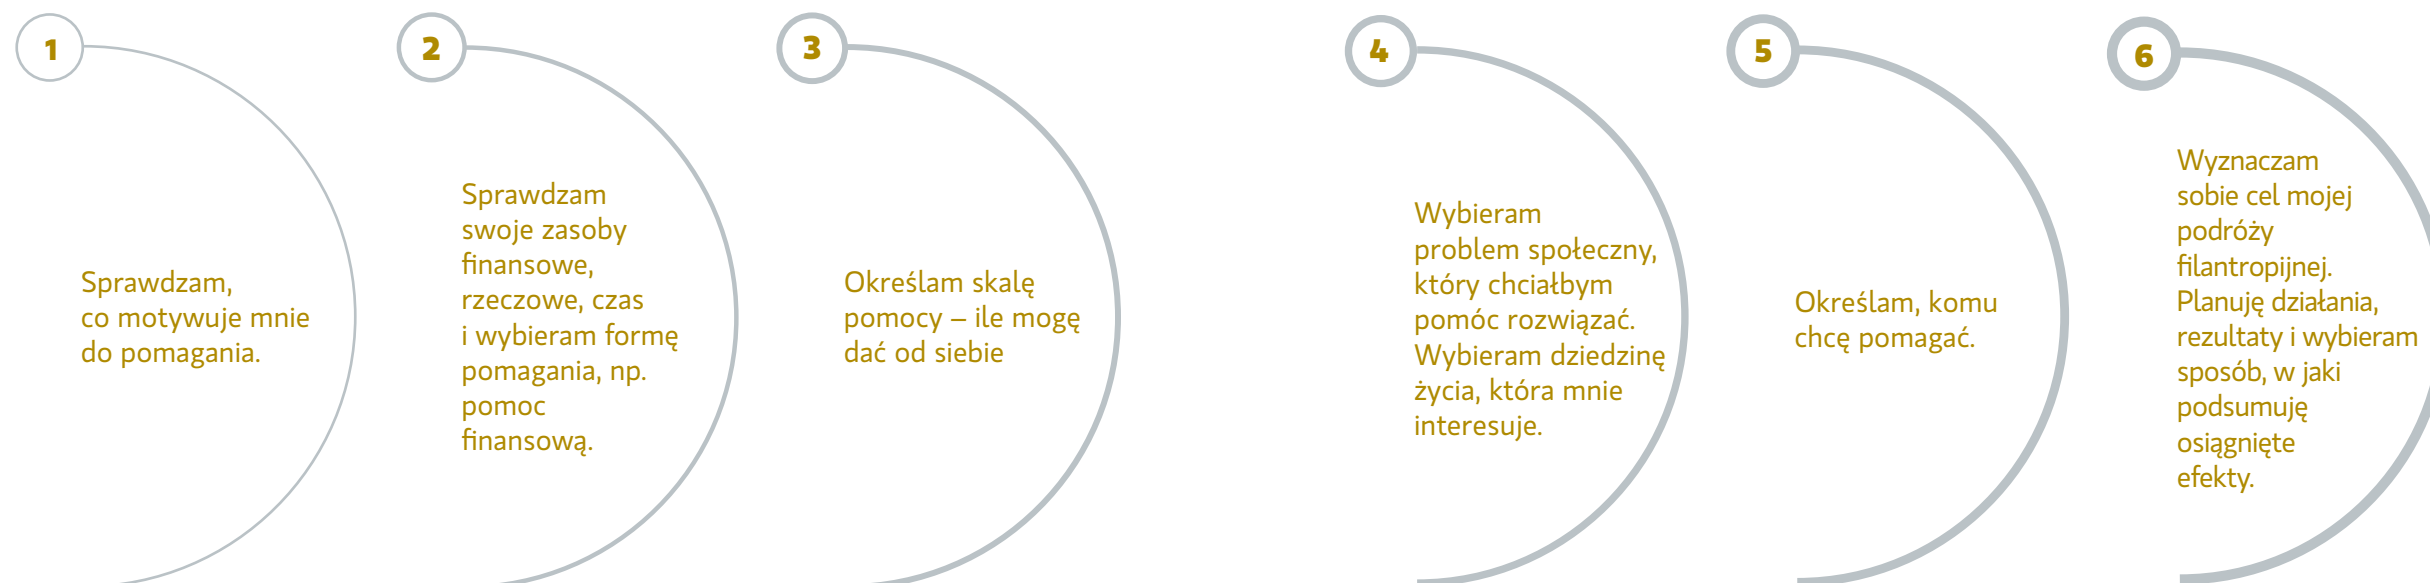 1
Sprawdzam,
co motywuje mnie
do pomagania.
2
Sprawdzam
swoje zasoby
finansowe,
rzeczowe, czas
i wybieram formę
pomagania, np.
pomoc
finansową.
3
Określam skalę
pomocy – ile mogę
dać od siebie
4
Wybieram
problem społeczny,
który chciałbym
pomóc rozwiązać.
Wybieram dziedzinę
życia, która mnie
interesuje.
5
Określam, komu
chcę pomagać.
6
Wyznaczam
sobie cel mojej
podróży
filantropijnej.
Planuję działania,
rezultaty i wybieram
sposób, w jaki
podsumuję
osiągnięte
efekty.